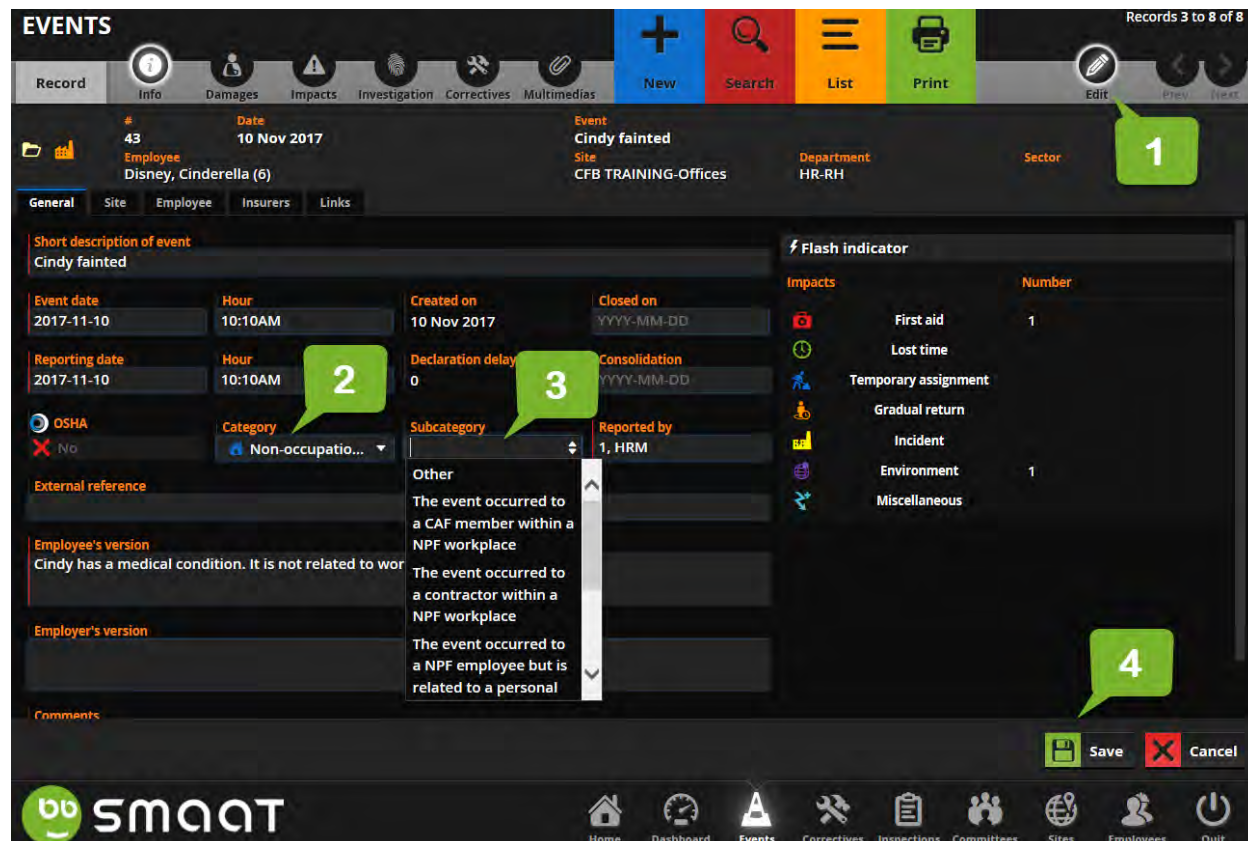 EVENTS
Records 3 to 8 of 8
Record Info Damages Impacts Investigation Correctives Multimedias New Search List Print Edit Prev Next
1
# Date Event
43 10 Nov 2017 Cindy fainted
Employee Site Department Sector
Disney, Cinderella (6) CFB TRAINING-Offices HR-RH
General Site Employee Insurers Links
Short description of event
Cindy fainted
Flash indicator
Impacts Number
Event date Hour Created on Closed on
2017-11-10 10:10AM 10 Nov 2017 YYYY-MM-DD
First aid 1
Lost time
Reporting date Hour Declaration delay Consolidation
2017-11-10 10:10AM 0 YYYY-MM-DD
2
3
Temporary assignment
Gradual return
OSHA Category Subcategory Reported by
No Non-occupatio... 1, HRM
Incident
Environment 1
Miscellaneous
External reference
Other
The event occurred to
a CAF member within a
NPF workplace
The event occurred to
a contractor within a
NPF workplace
The event occurred to
a NPF employee but is
related to a personal
Employee's version
Cindy has a medical condition. It is not related to wor
Employer's version
Comments
4
Save Cancel
smaat
Home Dashboard Events Correctives Inspections Committees Sites Employees Quit